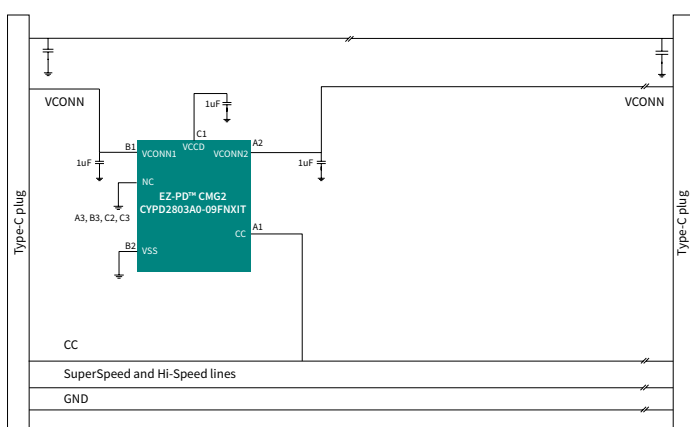 VCONN
VCONN
1uF
C1
VCCD
B1
A2
VCONN1
VCONN2
1uF
1uF
NC
EZ-PD™ CMG2
CYPD2803A0-09FNXIT
A3, B3, C2, C3
A1
CC
B2
VSS
Type-C plug
Type-C plug
CC
SuperSpeed and Hi-Speed lines
GND